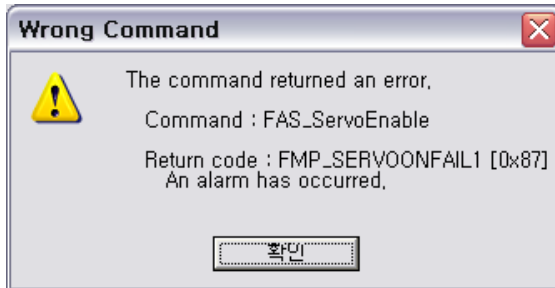 Wrong Command
The command returned an error,
Command : FAS_ServoEnable
Return code : FMP_SERVOONFAIL1 [0x87]
An alarm has occurred,
확인